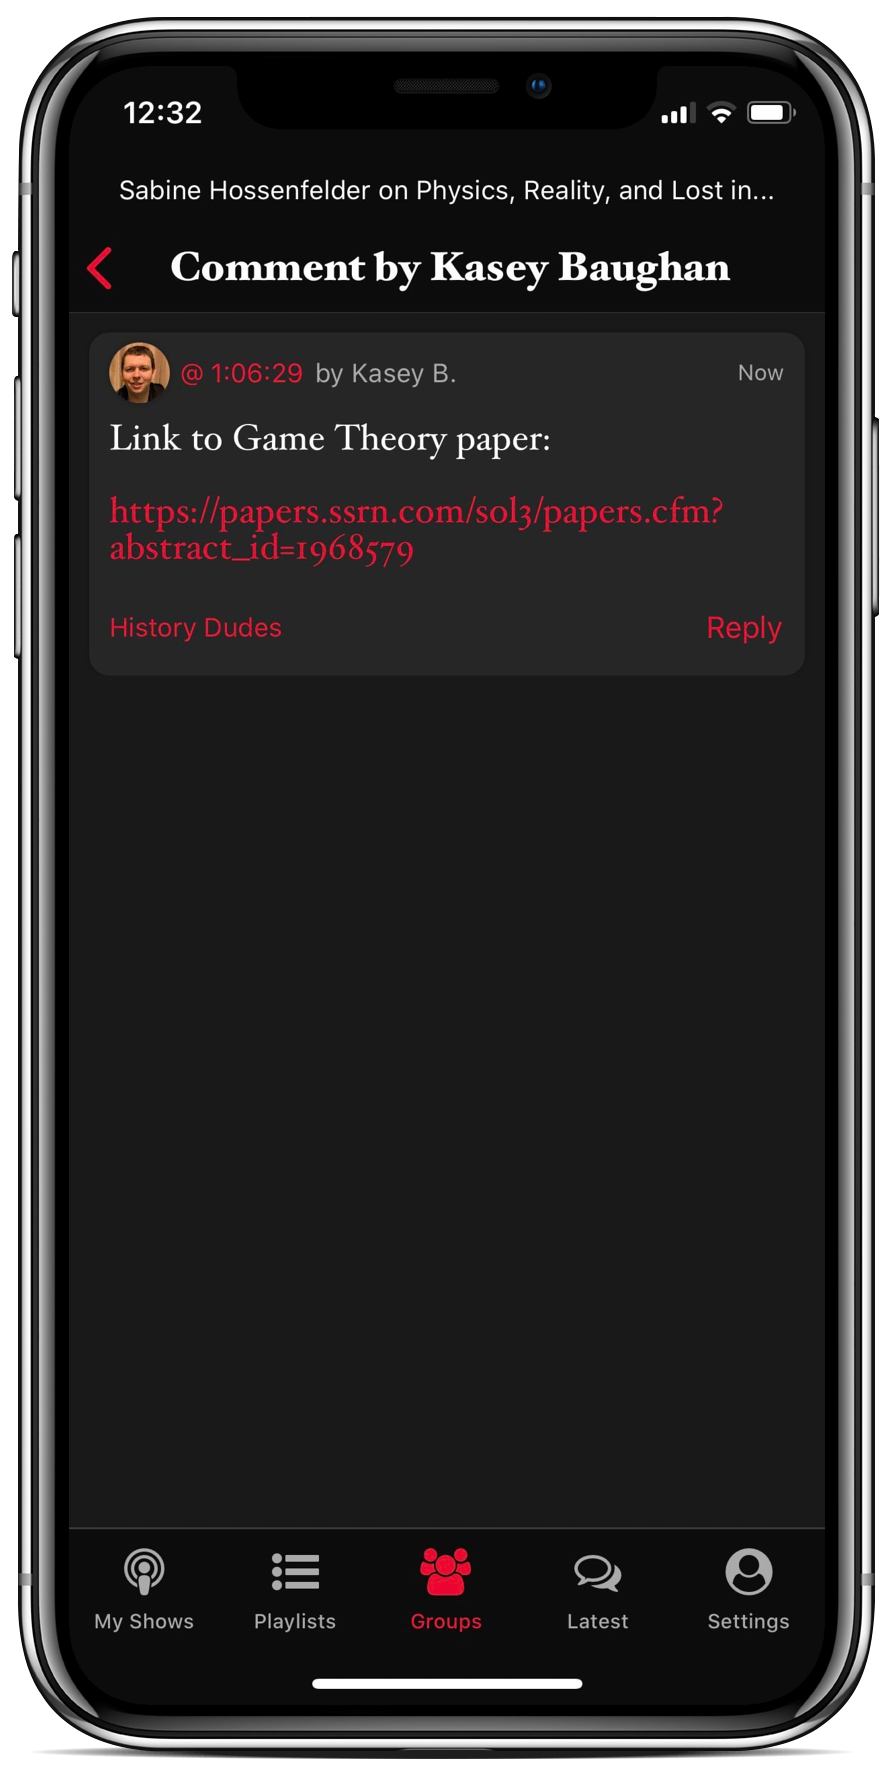 12:32
Sabine Hossenfelder on Physics, Reality, and Lost in...
Comment by Kasey Baughan
@ 1:06:29 by Kasey B.
Now
Link to Game Theory paper:
https://papers.ssrn.com/sol3/papers.cfm?
abstract_id=1968579
History Dudes
Reply
My Shows
Playlists
Groups
Latest
Settings